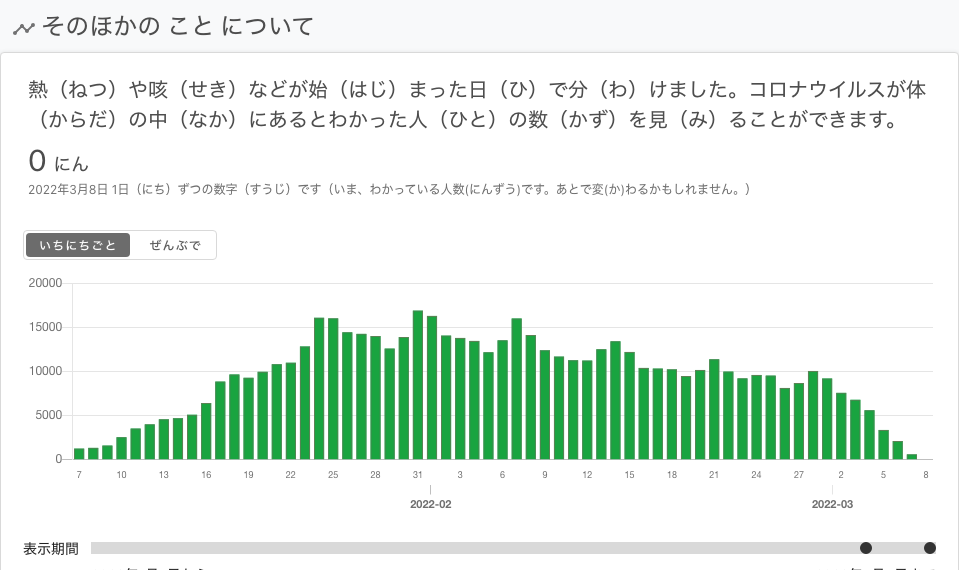 そのほかの こと について
熱（ねつ）や咳（せき）などが始（はじ）まった日（ひ）で分（わ）けました。コロナウイルスが体
（からだ）の中（なか）にあるとわかった人（ひと）の数（かず）を見（み）ることができます。
0 にん
2022年3月8日 1日（にち）ずつの数字（すうじ）です（いま、わかっている人数(にんずう)です。あとで変(か)わるかもしれません。）
いちにちごと ぜんぶで
20000
15000
10000
5000
0
7 10 13 16 19 22 25 28 31 3 6 9 12 15 18 21 24 27 2 5 8
2022-02 2022-03
表示期間